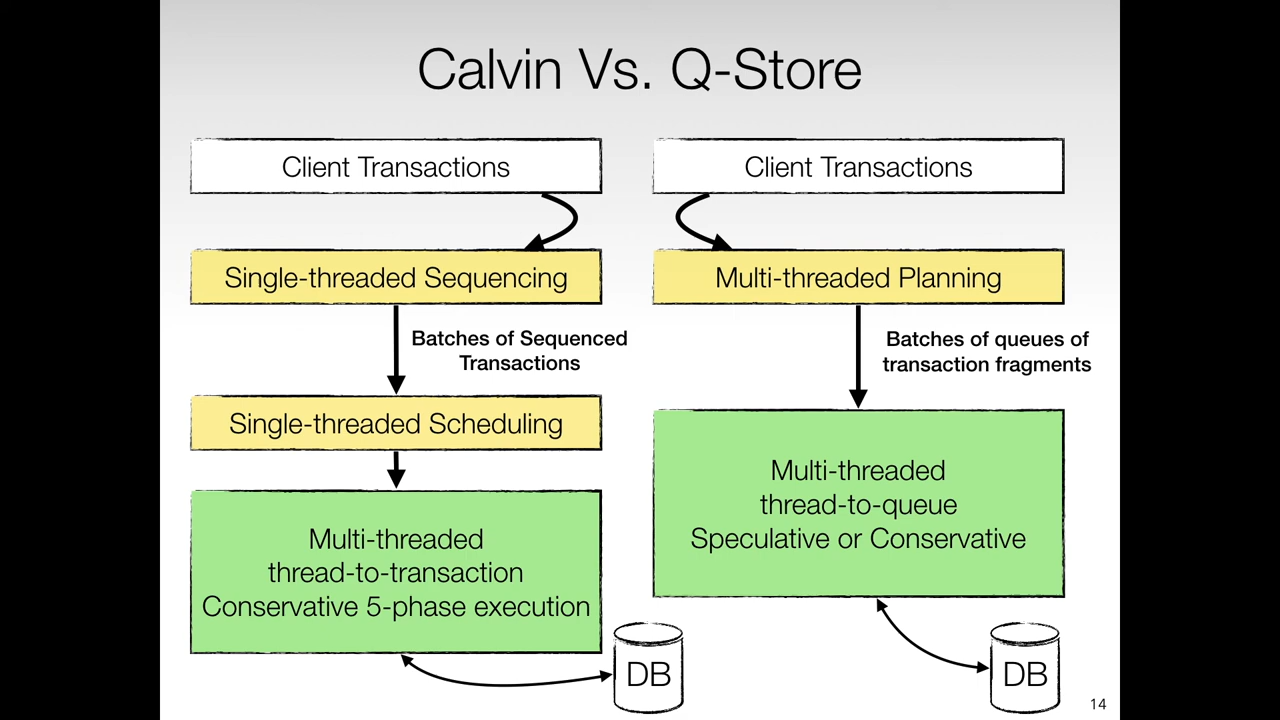 Calvin Vs. Q-Store
Client Transactions
Single-threaded Sequencing
Batches of Sequenced
Transactions
Single-threaded Scheduling
Multi-threaded
thread-to-transaction
Conservative 5-phase execution
DB
Client Transactions
Multi-threaded Planning
Batches of queues of
transaction fragments
Multi-threaded
thread-to-queue
Speculative or Conservative
DB
14